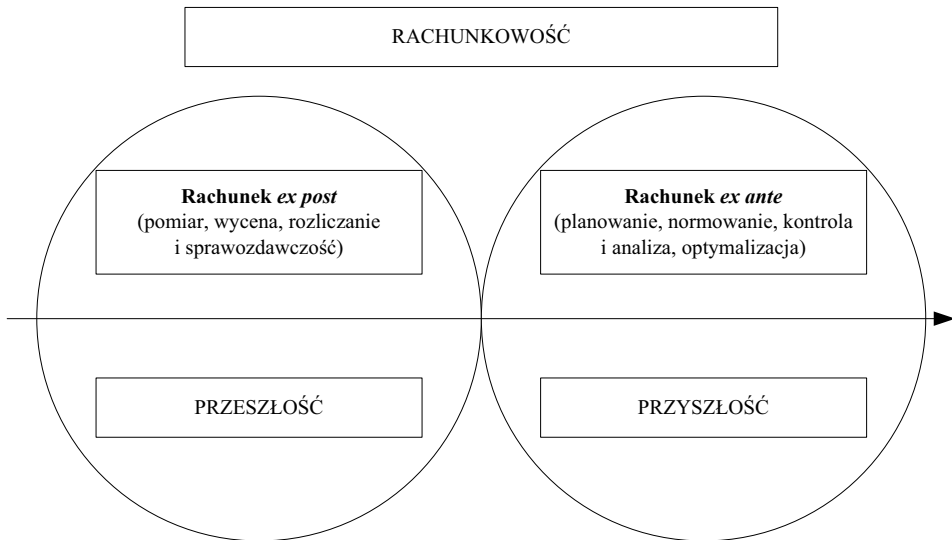 RACHUNKOWOŚĆ
Rachunek ex post
(pomiar, wycena, rozliczanie
i sprawozdawczość)
Rachunek ex ante
(planowanie, normowanie, kontrola
i analiza, optymalizacja)
PRZESZŁOŚĆ
PRZYSZŁOŚĆ